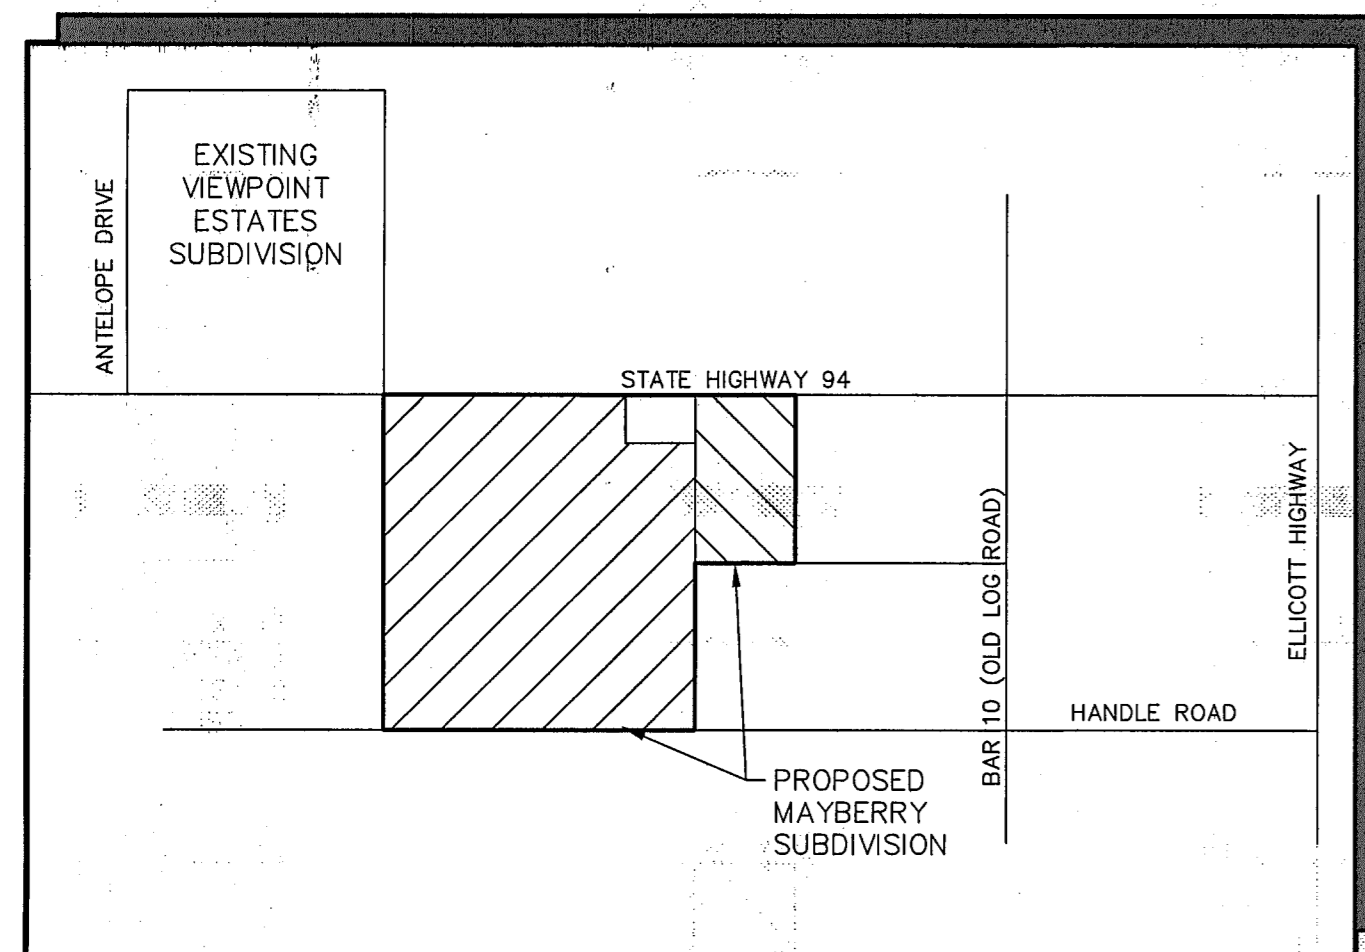 EXISTING
VIEWPOINT
ESTATES
SUBDIVISION
ANTELOPE DRIVE
STATE HIGHWAY 94
BAR 10 (OLD LOG ROAD)
ELLICOTT HIGHWAY
HANDLE ROAD
PROPOSED
MAYBERRY
SUBDIVISION